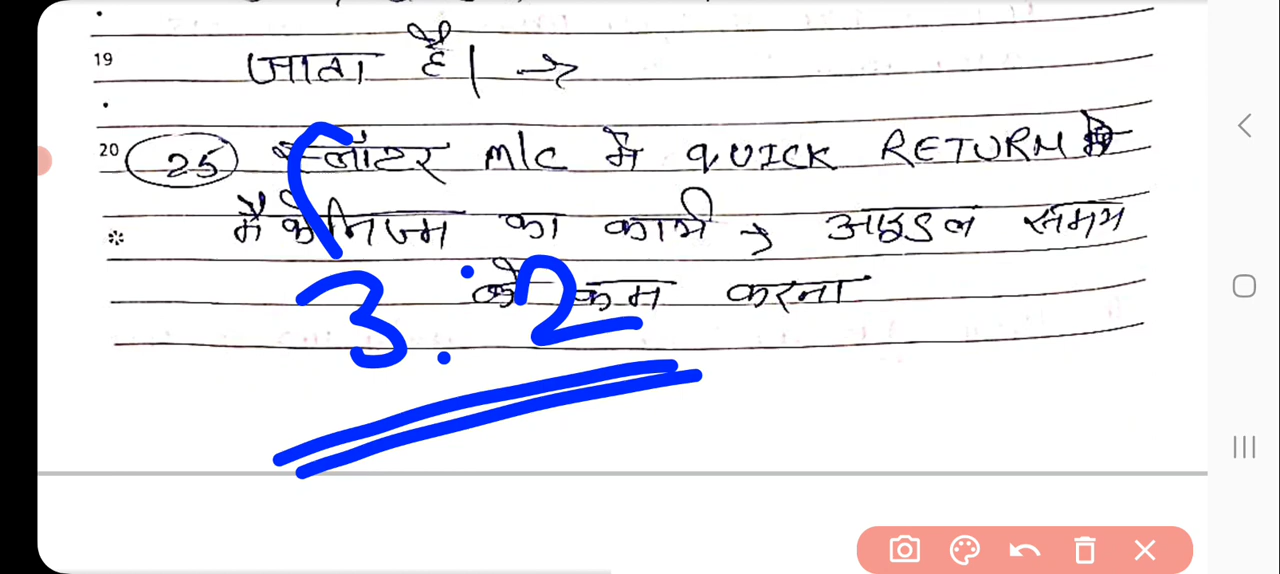 19
जाता है। →
20
25 स्लॉटर M/C में QUICK RETURN
मैकेनिज्म का कार्य → आइडल समय
को कम करना
3:2